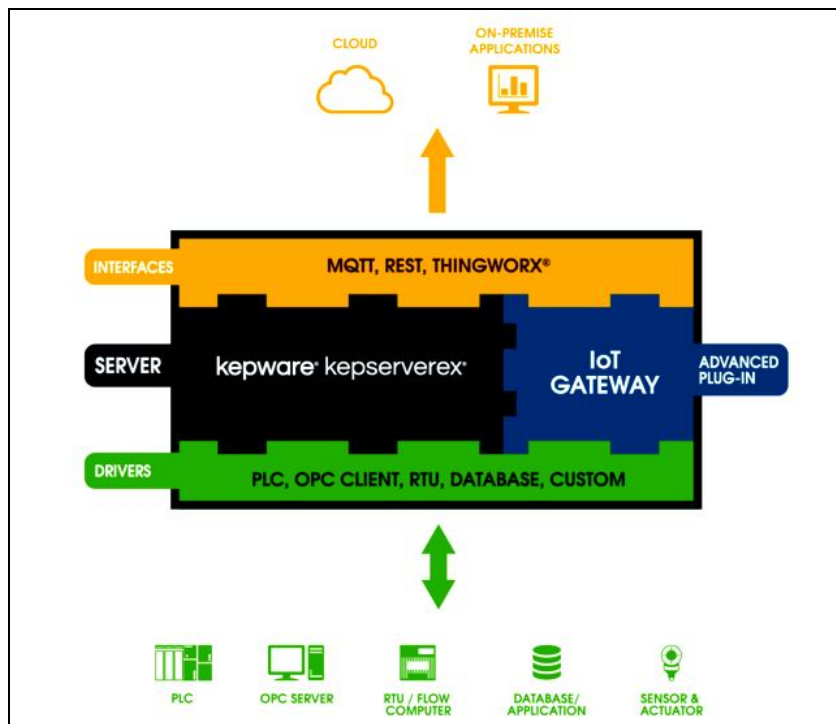 CLOUD
ON-PREMISE
APPLICATIONS
INTERFACES
MQTT, REST, THINGWORX®
SERVER
kepware® kepserverex®
IoT
GATEWAY
ADVANCED
PLUG-IN
DRIVERS
PLC, OPC CLIENT, RTU, DATABASE, CUSTOM
PLC
OPC SERVER
RTU / FLOW
COMPUTER
DATABASE/
APPLICATION
SENSOR &
ACTUATOR